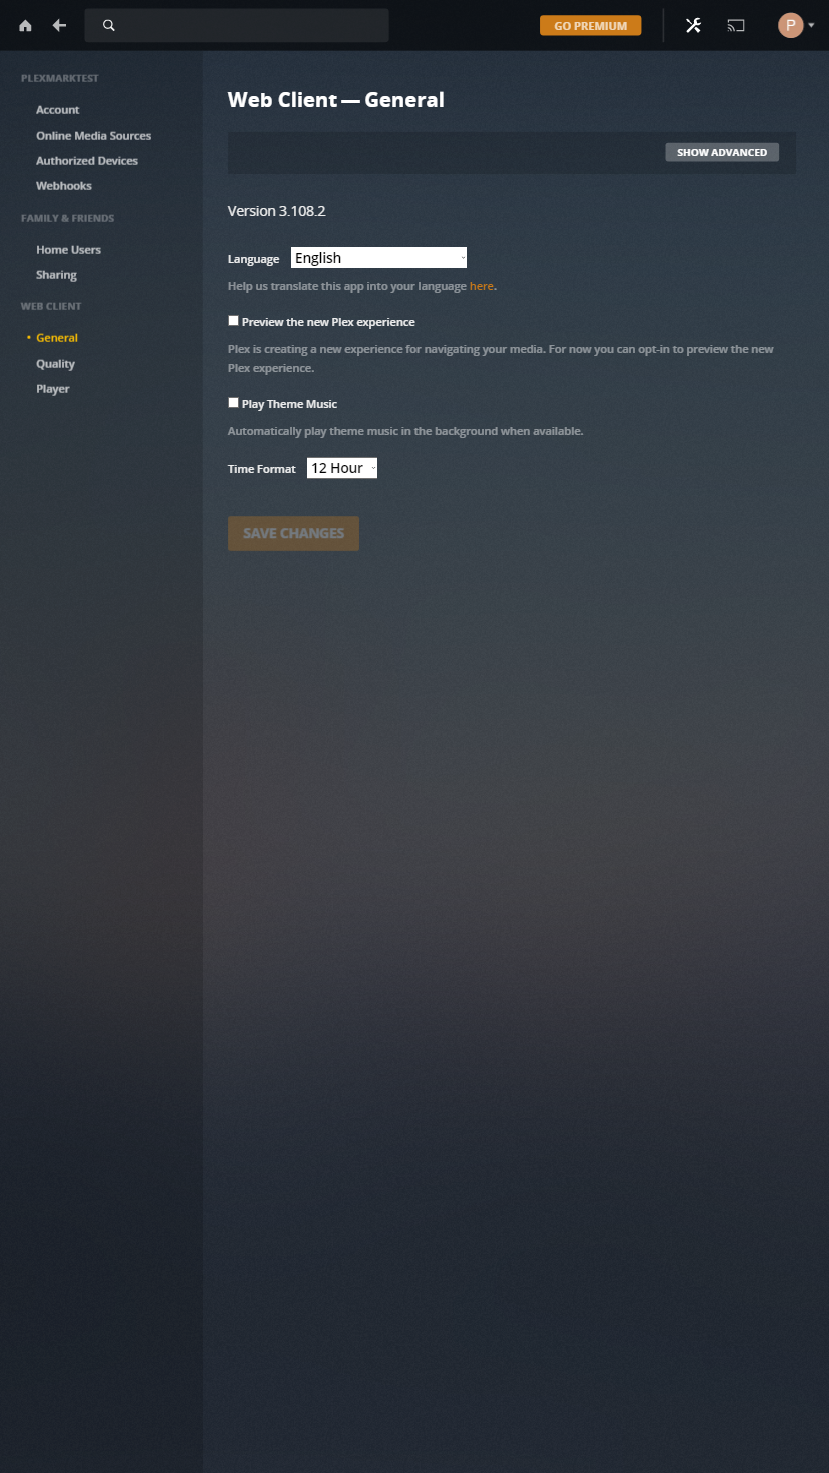 GO PREMIUM
P
PLEXMARKTEST
Account
Online Media Sources
Authorized Devices
Webhooks
FAMILY & FRIENDS
Home Users
Sharing
WEB CLIENT
• General
Quality
Player
Web Client — General
SHOW ADVANCED
Version 3.108.2
Language English
Help us translate this app into your language here.
Preview the new Plex experience
Plex is creating a new experience for navigating your media. For now you can opt-in to preview the new
Plex experience.
Play Theme Music
Automatically play theme music in the background when available.
Time Format 12 Hour
SAVE CHANGES